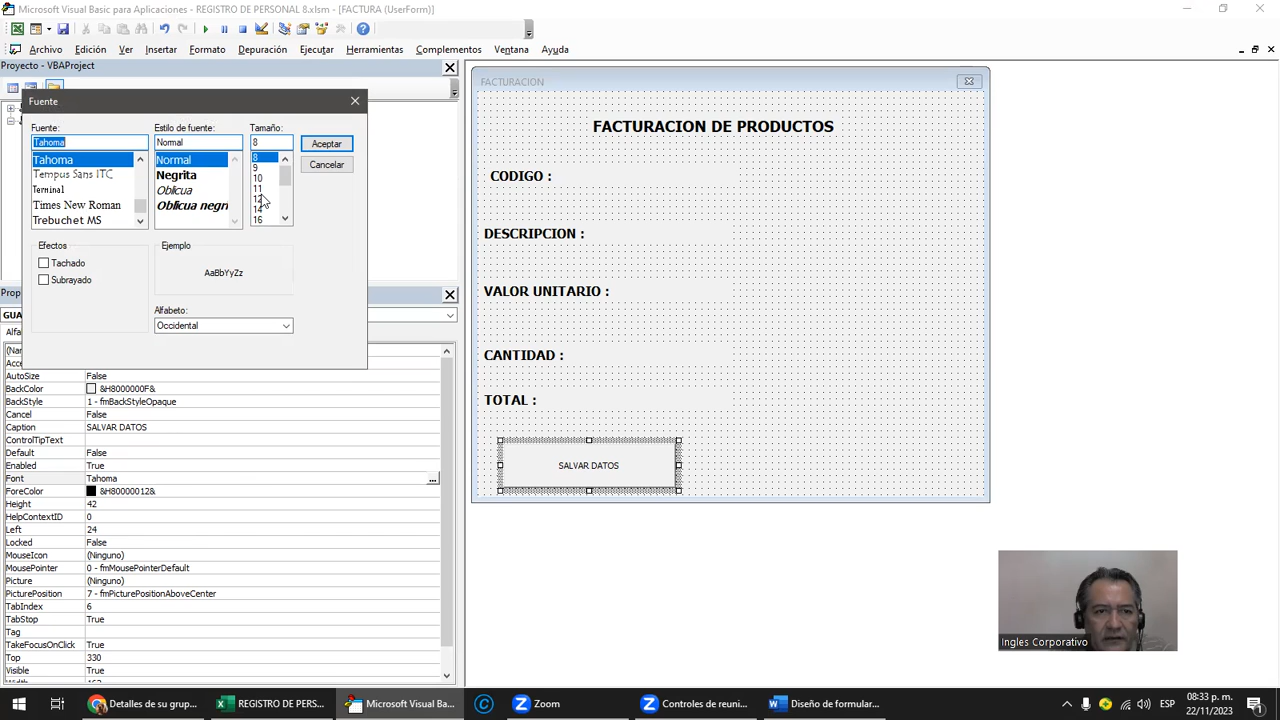 Microsoft Visual Basic para Aplicaciones - REGISTRO DE PERSONAL 8.xlsm - [FACTURA (UserForm)]
Archivo Edición Ver Insertar Formato Depuración Ejecutar Herramientas Complementos Ventana Ayuda
Proyecto - VBAProject
Fuente
Fuente: Estilo de fuente: Tamaño:
Tahoma Normal 8
Aceptar
Cancelar
Tahoma
Tempus Sans ITC
Terminal
Times New Roman
Trebuchet MS
Normal
Negrita
Oblicua
Oblicua negri
8
9
10
11
12
14
16
Efectos
Tachado
Subrayado
Ejemplo
AaBbYyZz
Alfabeto:
Occidental
AutoSize False
BackColor &H8000000F&
BackStyle 1 - fmBackStyleOpaque
Cancel False
Caption SALVAR DATOS
ControlTipText
Default False
Enabled True
Font Tahoma ...
ForeColor &H80000012&
Height 42
HelpContextID 0
Left 24
Locked False
MouseIcon (Ninguno)
MousePointer 0 - fmMousePointerDefault
Picture (Ninguno)
PicturePosition 7 - fmPicturePositionAboveCenter
TabIndex 6
TabStop True
Tag
TakeFocusOnClick True
Top 330
Visible True
FACTURACION
FACTURACION DE PRODUCTOS
CODIGO :
DESCRIPCION :
VALOR UNITARIO :
CANTIDAD :
TOTAL :
SALVAR DATOS
Ingles Corporativo
Detalles de su grup...
REGISTRO DE PERS...
Microsoft Visual Ba...
Zoom
Controles de reuni...
Diseño de formular...
ESP
08:33 p. m.
22/11/2023